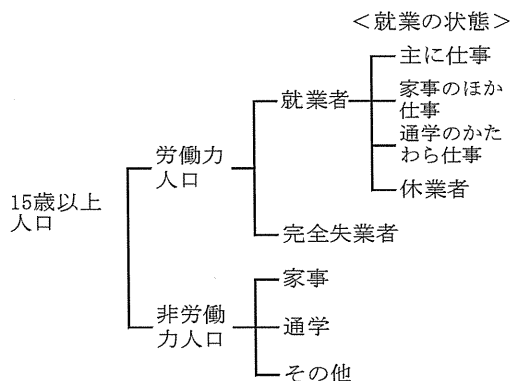 ＜就業の状態＞
15歳以上
人口
労働力
人口
就業者
主に仕事
家事のほか
仕事
通学のかた
わら仕事
休業者
完全失業者
非労働
力人口
家事
通学
その他